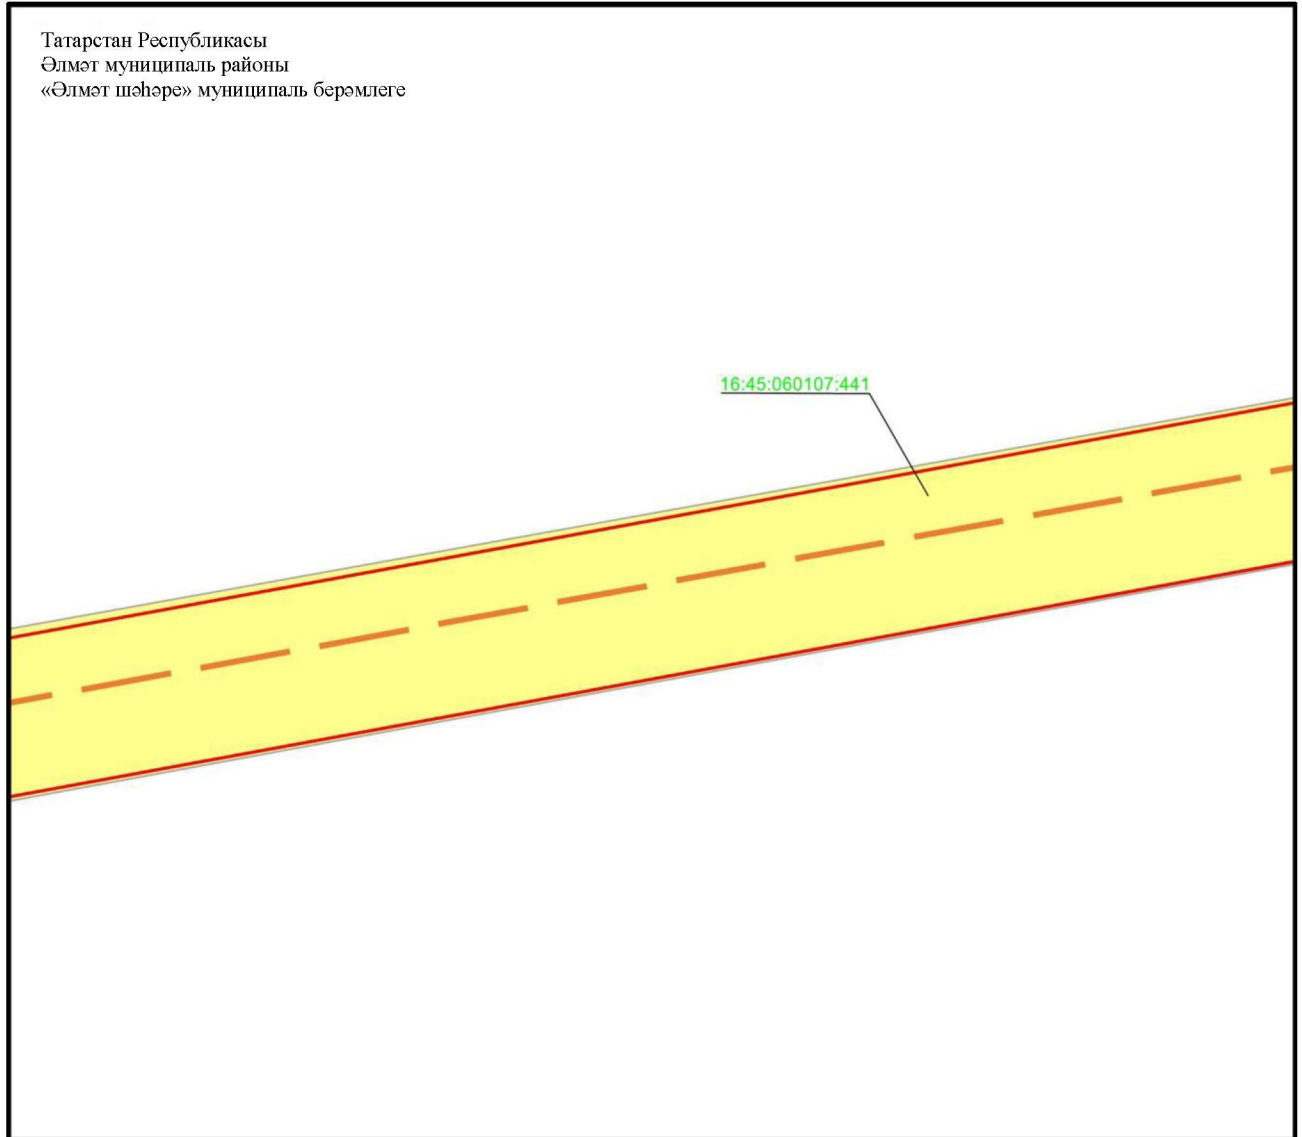 Татарстан Республикасы
Әлмәт муниципаль районы
«Әлмәт шәһәре» муниципаль берәмлеге
16:45:060107:441